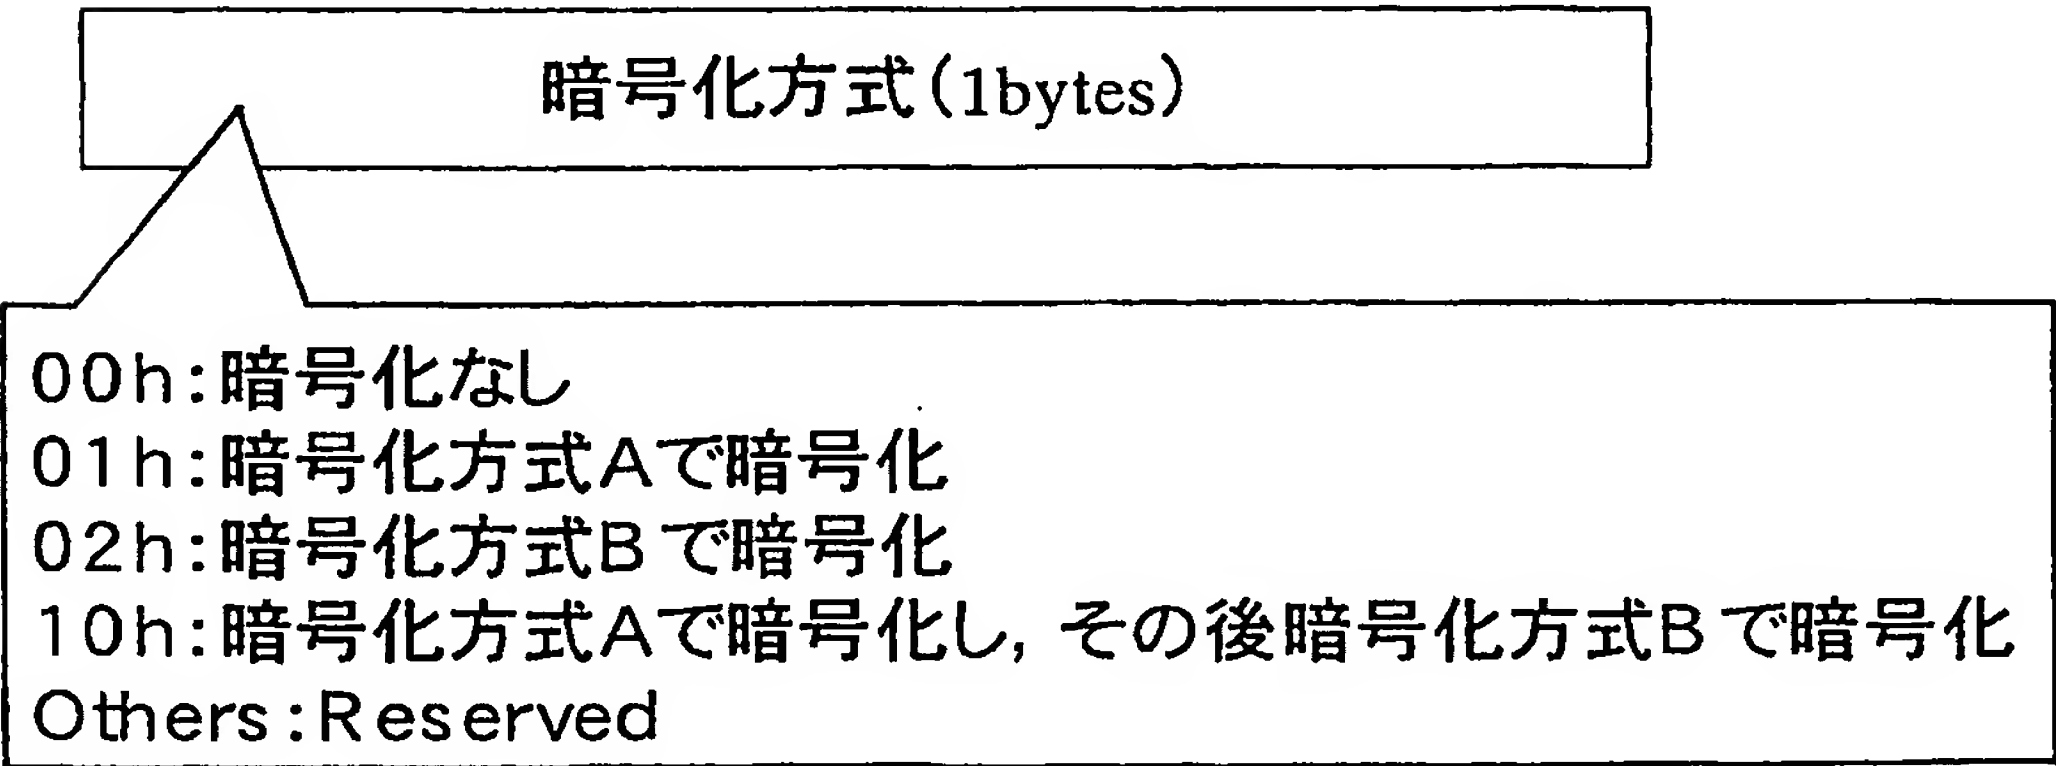 暗号化方式(1bytes)
00h:暗号化なし
01h:暗号化方式Aで暗号化
02h:暗号化方式Bで暗号化
10h:暗号化方式Aで暗号化し, その後暗号化方式Bで暗号化
Others:Reserved